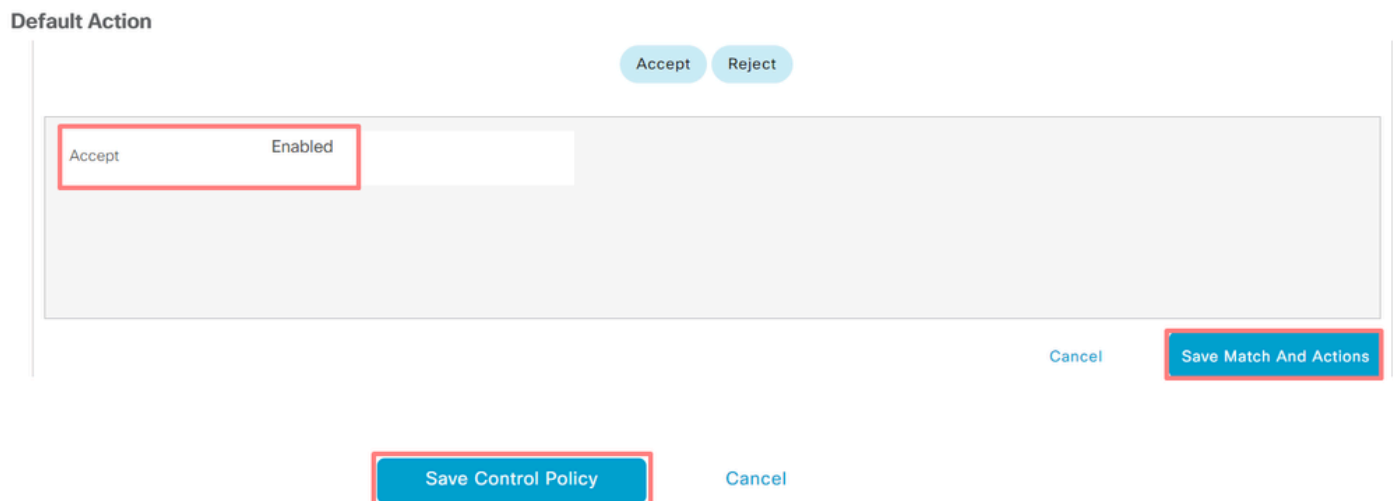 Default Action
Accept Reject
Accept Enabled
Cancel Save Match And Actions
Save Control Policy Cancel